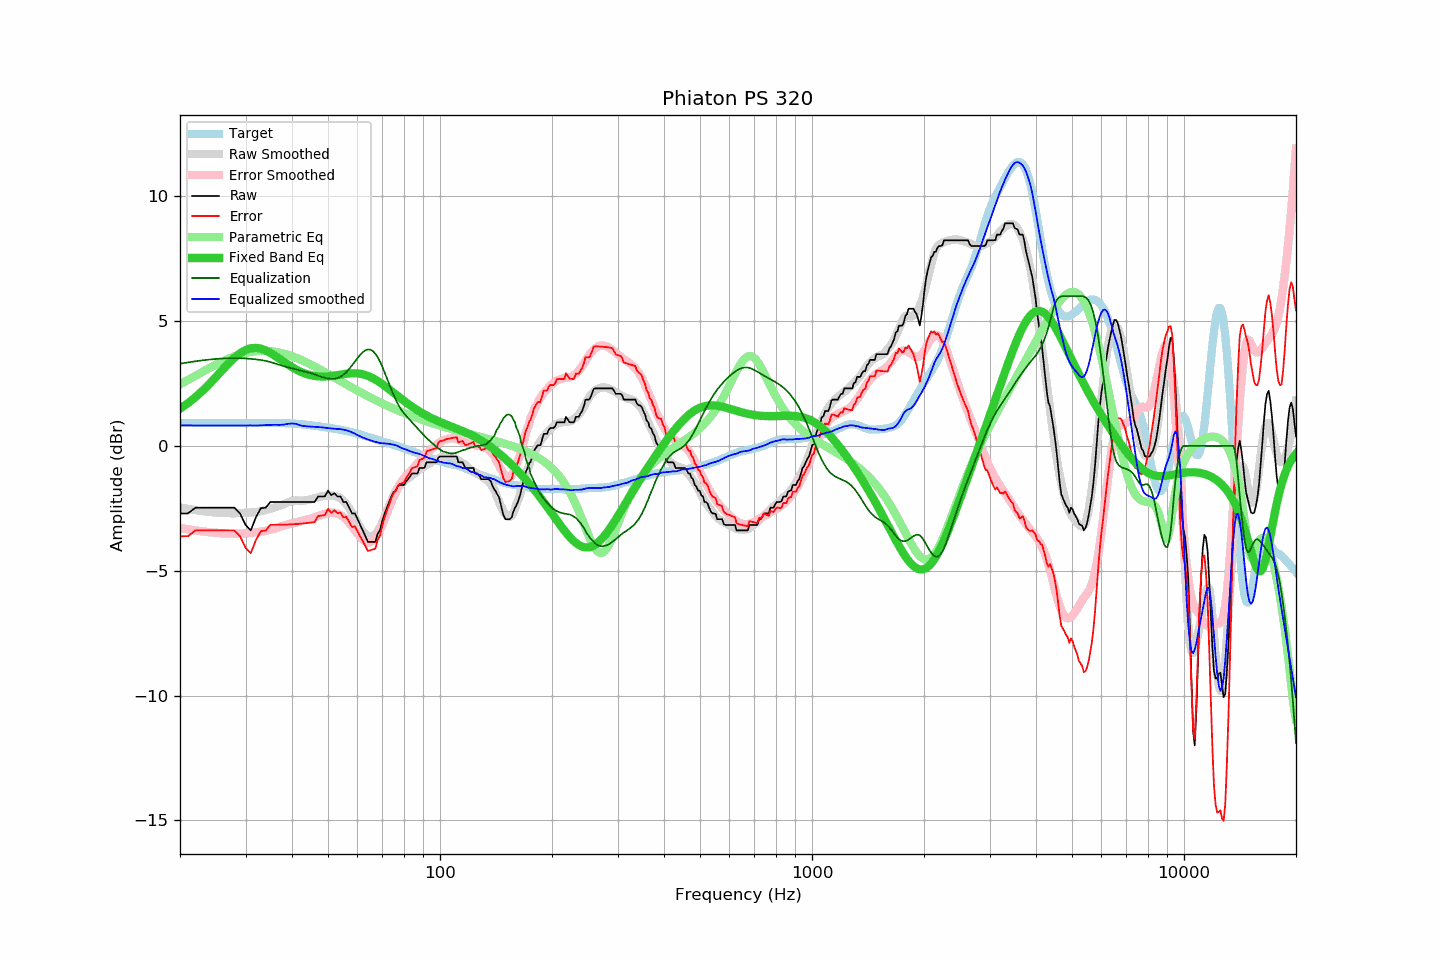 Phiaton PS 320
Target
Raw Smoothed
Error Smoothed
Raw
Error
Parametric Eq
Fixed Band Eq
Equalization
Equalized smoothed
10
5
0
−5
−10
−15
Amplitude (dBr)
100
1000
10000
Frequency (Hz)